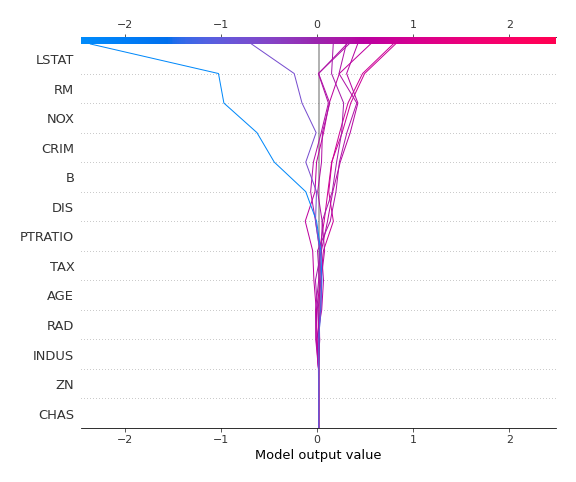 −2 −1 0 1 2
LSTAT
RM
NOX
CRIM
B
DIS
PTRATIO
TAX
AGE
RAD
INDUS
ZN
CHAS
−2 −1 0 1 2
Model output value